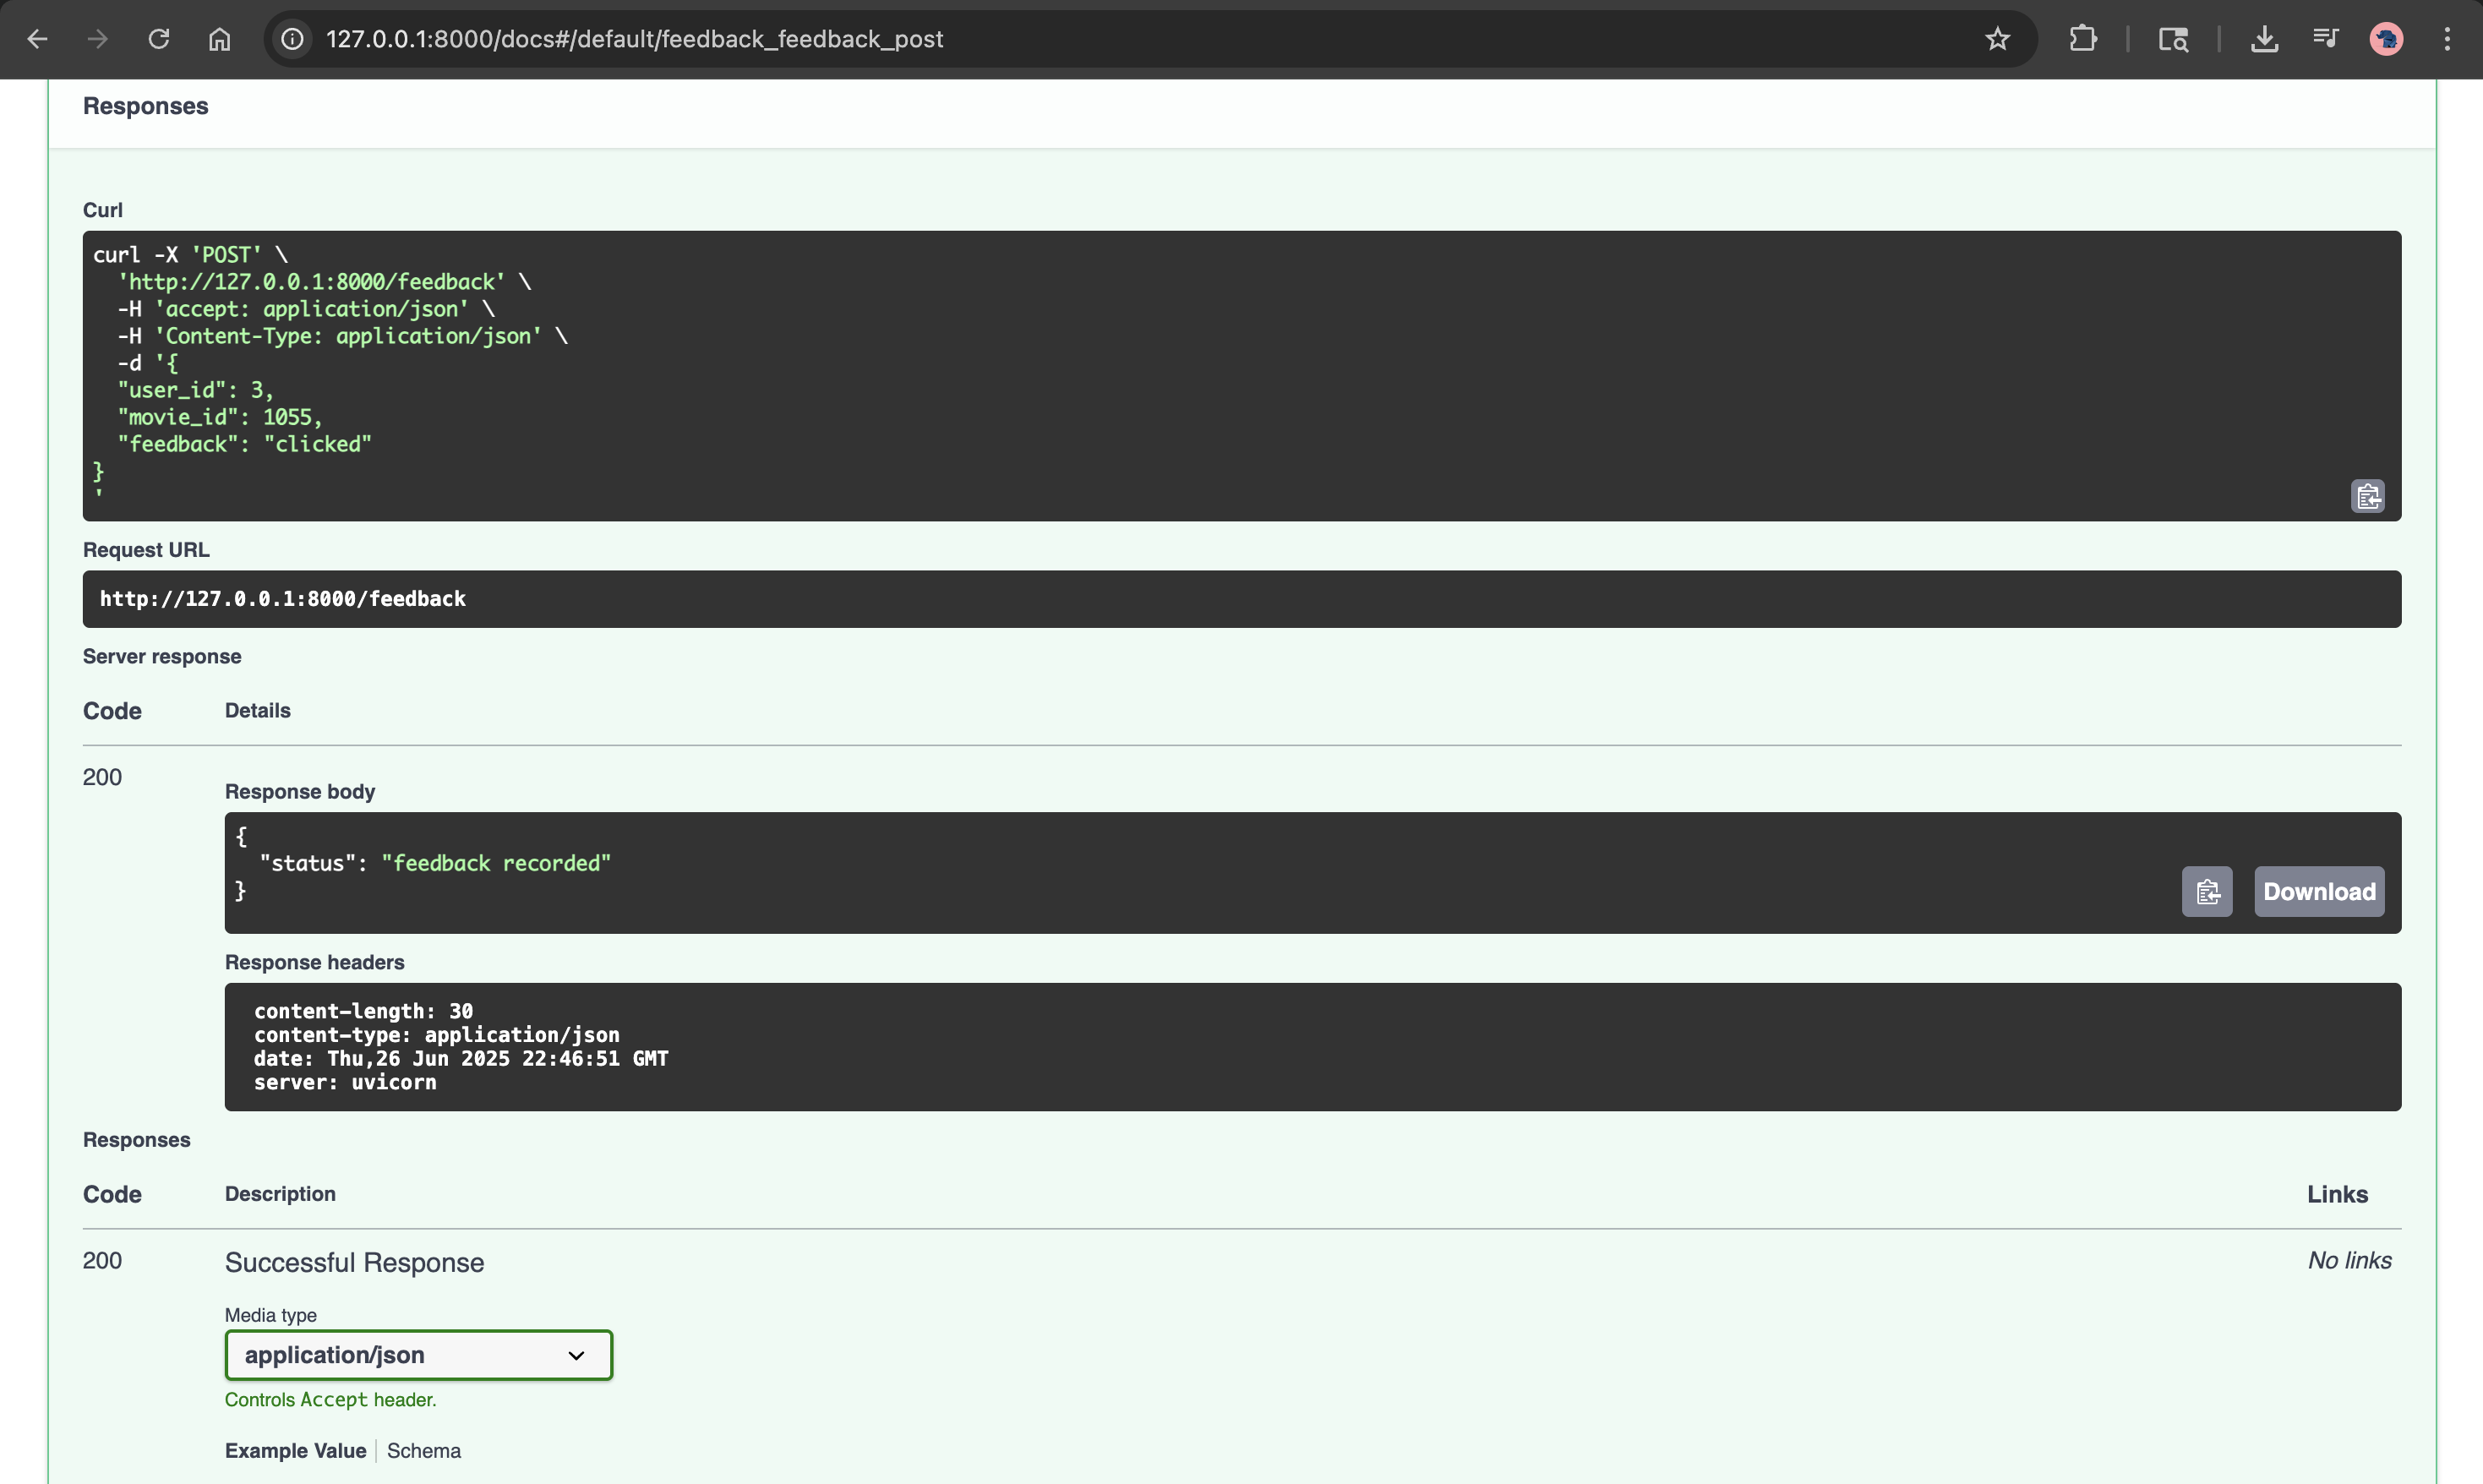 127.0.0.1:8000/docs#/default/feedback_feedback_post
Responses
Curl
curl -X 'POST' \
  'http://127.0.0.1:8000/feedback' \
  -H 'accept: application/json' \
  -H 'Content-Type: application/json' \
  -d '{
  "user_id": 3,
  "movie_id": 1055,
  "feedback": "clicked"
}
'
Request URL
http://127.0.0.1:8000/feedback
Server response
Code Details
200
Response body
{
  "status": "feedback recorded"
}
Download
Response headers
content-length: 30
content-type: application/json
date: Thu,26 Jun 2025 22:46:51 GMT
server: uvicorn
Responses
Code Description Links
200 Successful Response No links
Media type
application/json
Controls Accept header.
Example Value Schema